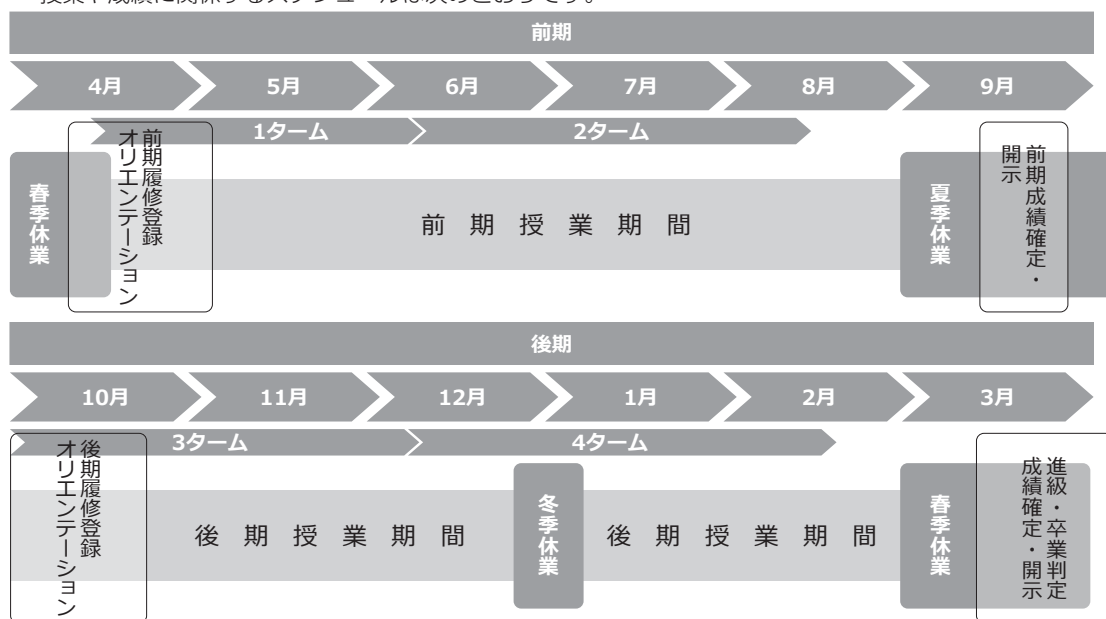 授業や成績に関係するスケジュールは次のとおりです。
前期
4月
5月
6月
7月
8月
9月
1ターム
2ターム
春季休業
前期履修登録
オリエンテーション
前期授業期間
夏季休業
前期成績確定・
開示
後期
10月
11月
12月
1月
2月
3月
3ターム
4ターム
後期履修登録
オリエンテーション
後期授業期間
冬季休業
後期授業期間
春季休業
進級・卒業判定
成績確定・開示